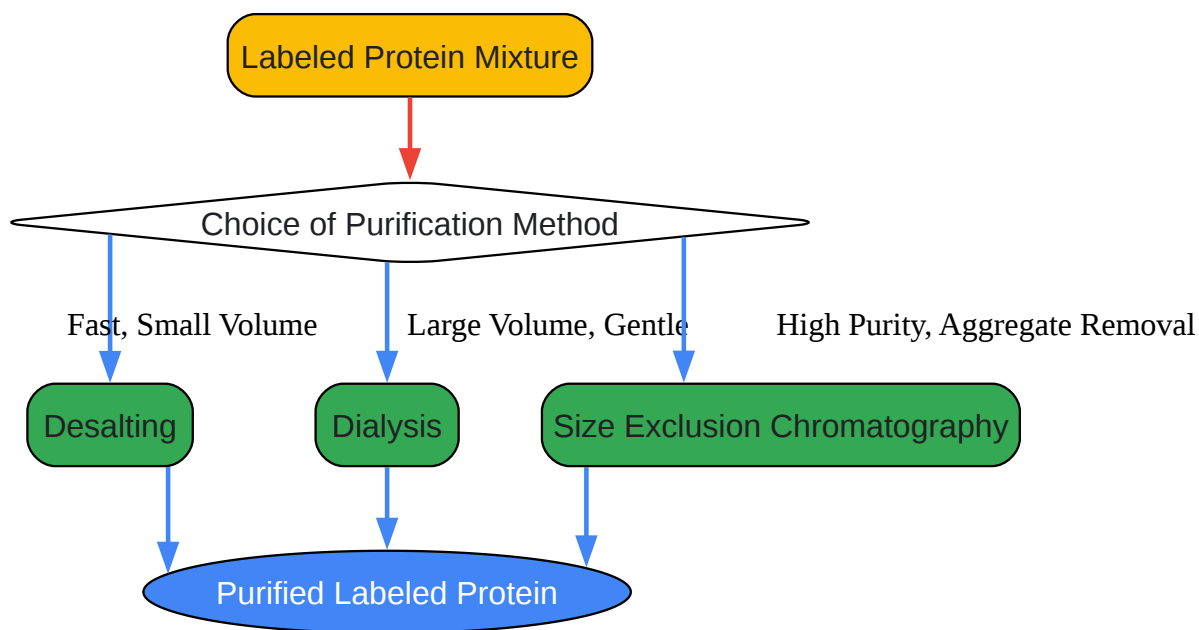 Labeled Protein Mixture
Choice of Purification Method
Fast, Small Volume
Large Volume, Gentle
High Purity, Aggregate Removal
Desalting
Dialysis
Size Exclusion Chromatography
Purified Labeled Protein